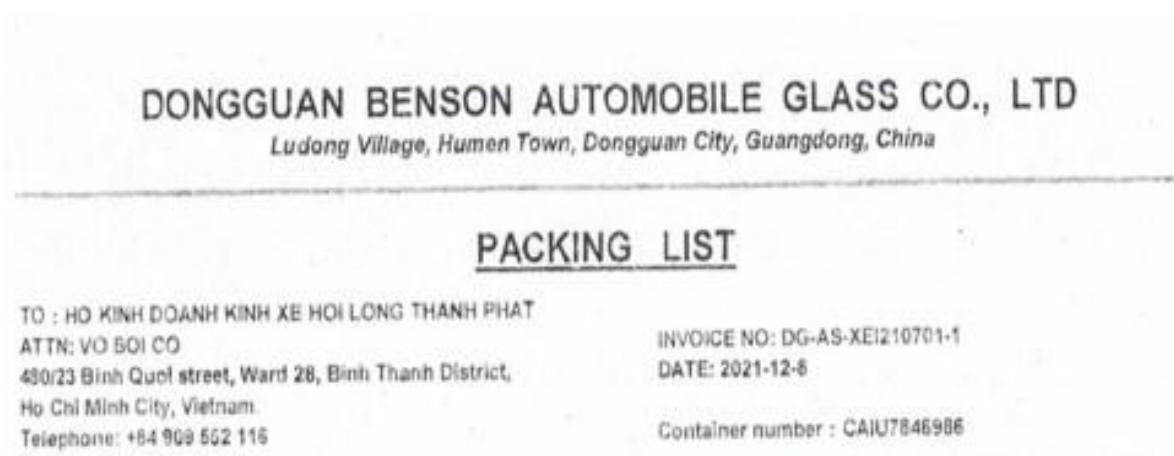 DONGGUAN BENSON AUTOMOBILE GLASS CO., LTD
Ludong Village, Humen Town, Dongguan City, Guangdong, China
PACKING LIST
TO : HO KINH DOANH KINH XE HOI LONG THANH PHAT
ATTN: VO BOI CO
INVOICE NO: DG-AS-XEI210701-1
480/23 Binh Quoi street, Ward 28, Binh Thanh District,
DATE: 2021-12-8
Ho Chi Minh City, Vietnam
Telephone: +84 909 562 116
Container number : CAIU7846986